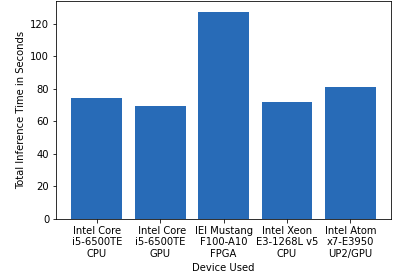 Total Inference Time in Seconds
120
100
80
60
40
20
0
Intel Core
i5-6500TE
CPU
Intel Core
i5-6500TE
GPU
IEI Mustang
F100-A10
FPGA
Intel Xeon
E3-1268L v5
CPU
Intel Atom
x7-E3950
UP2/GPU
Device Used